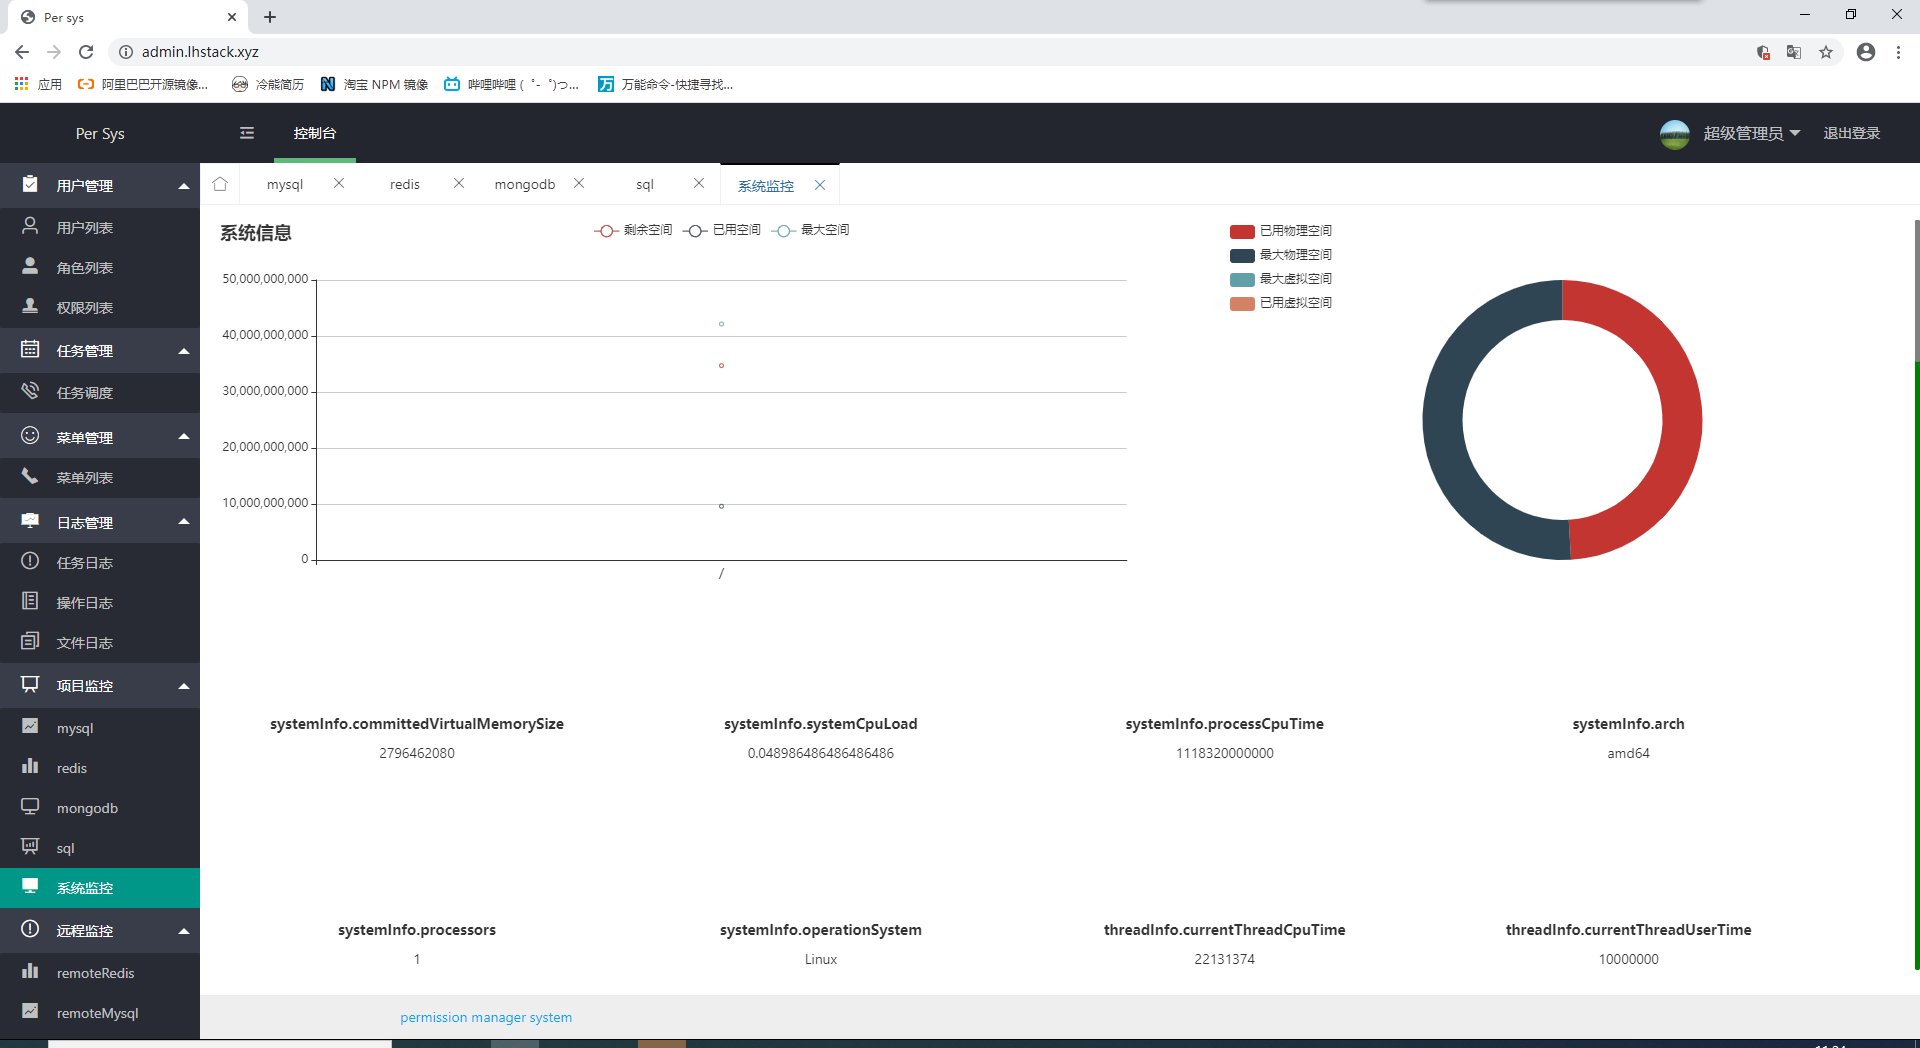 Per sys
admin.lhstack.xyz
应用
阿里巴巴开源镜像...
冷熊简历
淘宝 NPM 镜像
哔哩哔哩 ( ゜- ゜)つ...
万能命令-快捷寻找...
Per Sys
控制台
超级管理员
退出登录
用户管理
用户列表
角色列表
权限列表
任务管理
任务调度
菜单管理
菜单列表
日志管理
任务日志
操作日志
文件日志
项目监控
mysql
redis
mongodb
sql
系统监控
远程监控
remoteRedis
remoteMysql
mysql
redis
mongodb
sql
系统监控
系统信息
剩余空间
已用空间
最大空间
50,000,000,000
40,000,000,000
30,000,000,000
20,000,000,000
10,000,000,000
0
/
已用物理空间
最大物理空间
最大虚拟空间
已用虚拟空间
systemInfo.committedVirtualMemorySize
2796462080
systemInfo.systemCpuLoad
0.048986486486486486
systemInfo.processCpuTime
1118320000000
systemInfo.arch
amd64
systemInfo.processors
1
systemInfo.operationSystem
Linux
threadInfo.currentThreadCpuTime
22131374
threadInfo.currentThreadUserTime
10000000
permission manager system